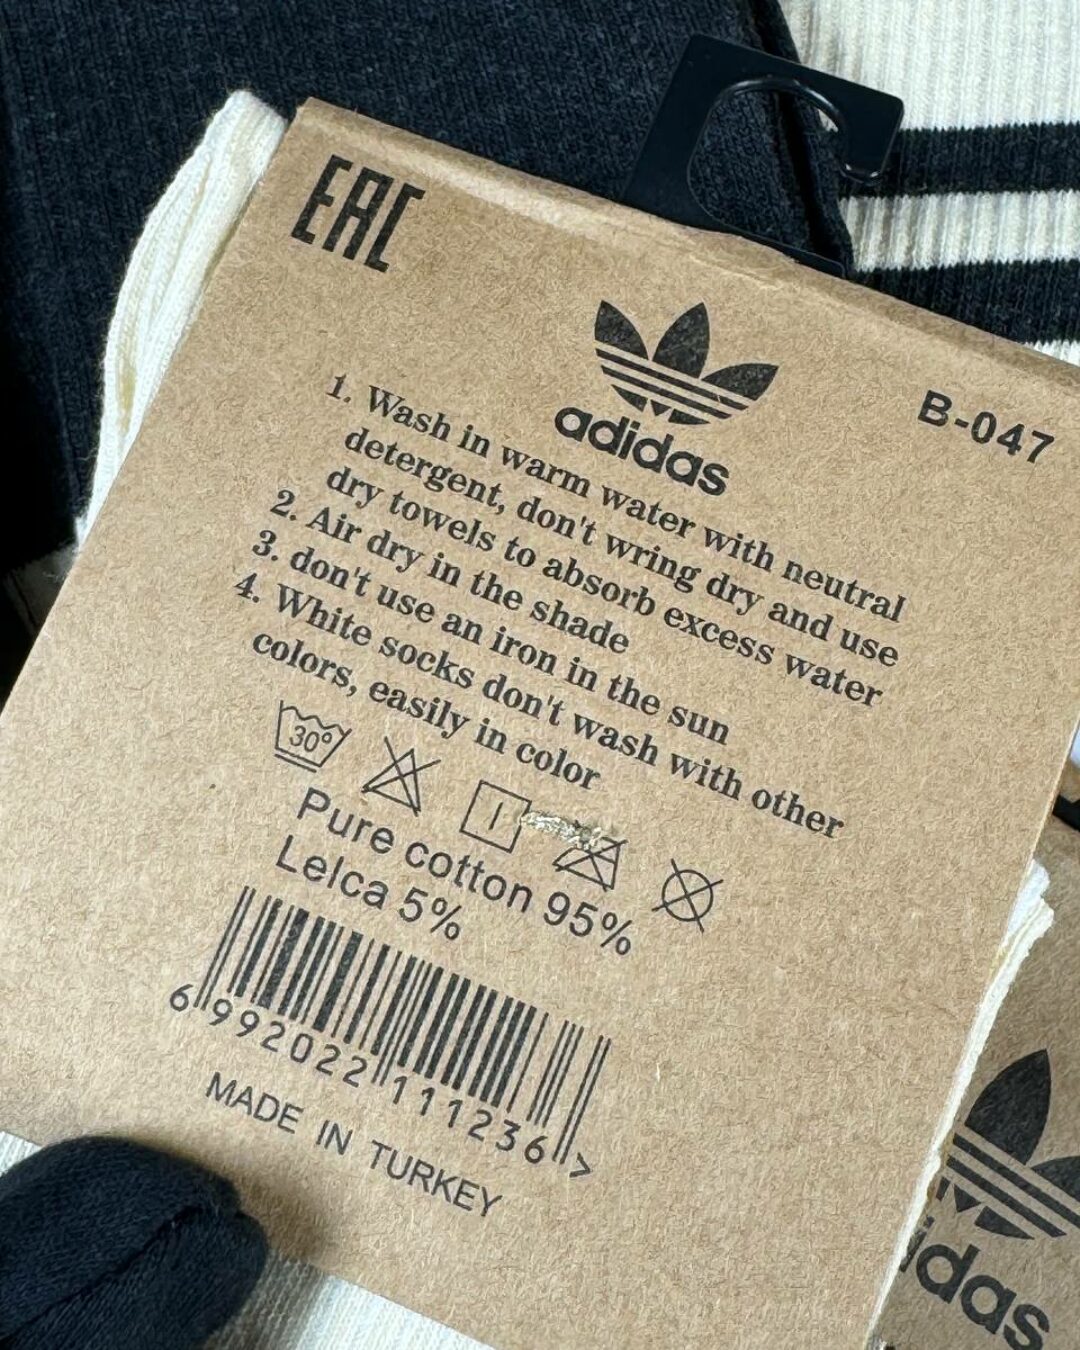 EAC
adidas
B-047
1. Wash in warm water with neutral
detergent, don't wring dry and use
dry towels to absorb excess water
2. Air dry in the shade
3. don't use an iron in the sun
4. White socks don't wash with other
colors, easily in color
30°
Pure cotton 95%
Lelca 5%
6 992022 111236 >
MADE IN TURKEY
idas